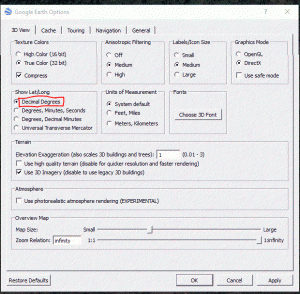 Google Earth Options
3D View Cache Touring Navigation General
Texture Colors Anisotropic Filtering Labels/Icon Size Graphics Mode
High Color (16 bit) Off Small OpenGL
True Color (32 bit) Medium Medium DirectX
Compress High Large Use safe mode
Show Lat/Long Units of Measurement Fonts
Decimal Degrees System default
Degrees, Minutes, Seconds Feet, Miles Choose 3D Font
Degrees, Decimal Minutes Meters, Kilometers
Universal Transverse Mercator
Terrain
Elevation Exaggeration (also scales 3D buildings and trees): 1 (0.01 - 3)
Use high quality terrain (disable for quicker resolution and faster rendering)
Use 3D Imagery (disable to use legacy 3D buildings)
Atmosphere
Use photorealistic atmosphere rendering (EXPERIMENTAL)
Overview Map
Map Size: Small Large
Zoom Relation: infinity 1:1 1:infinity
Restore Defaults OK Cancel Apply